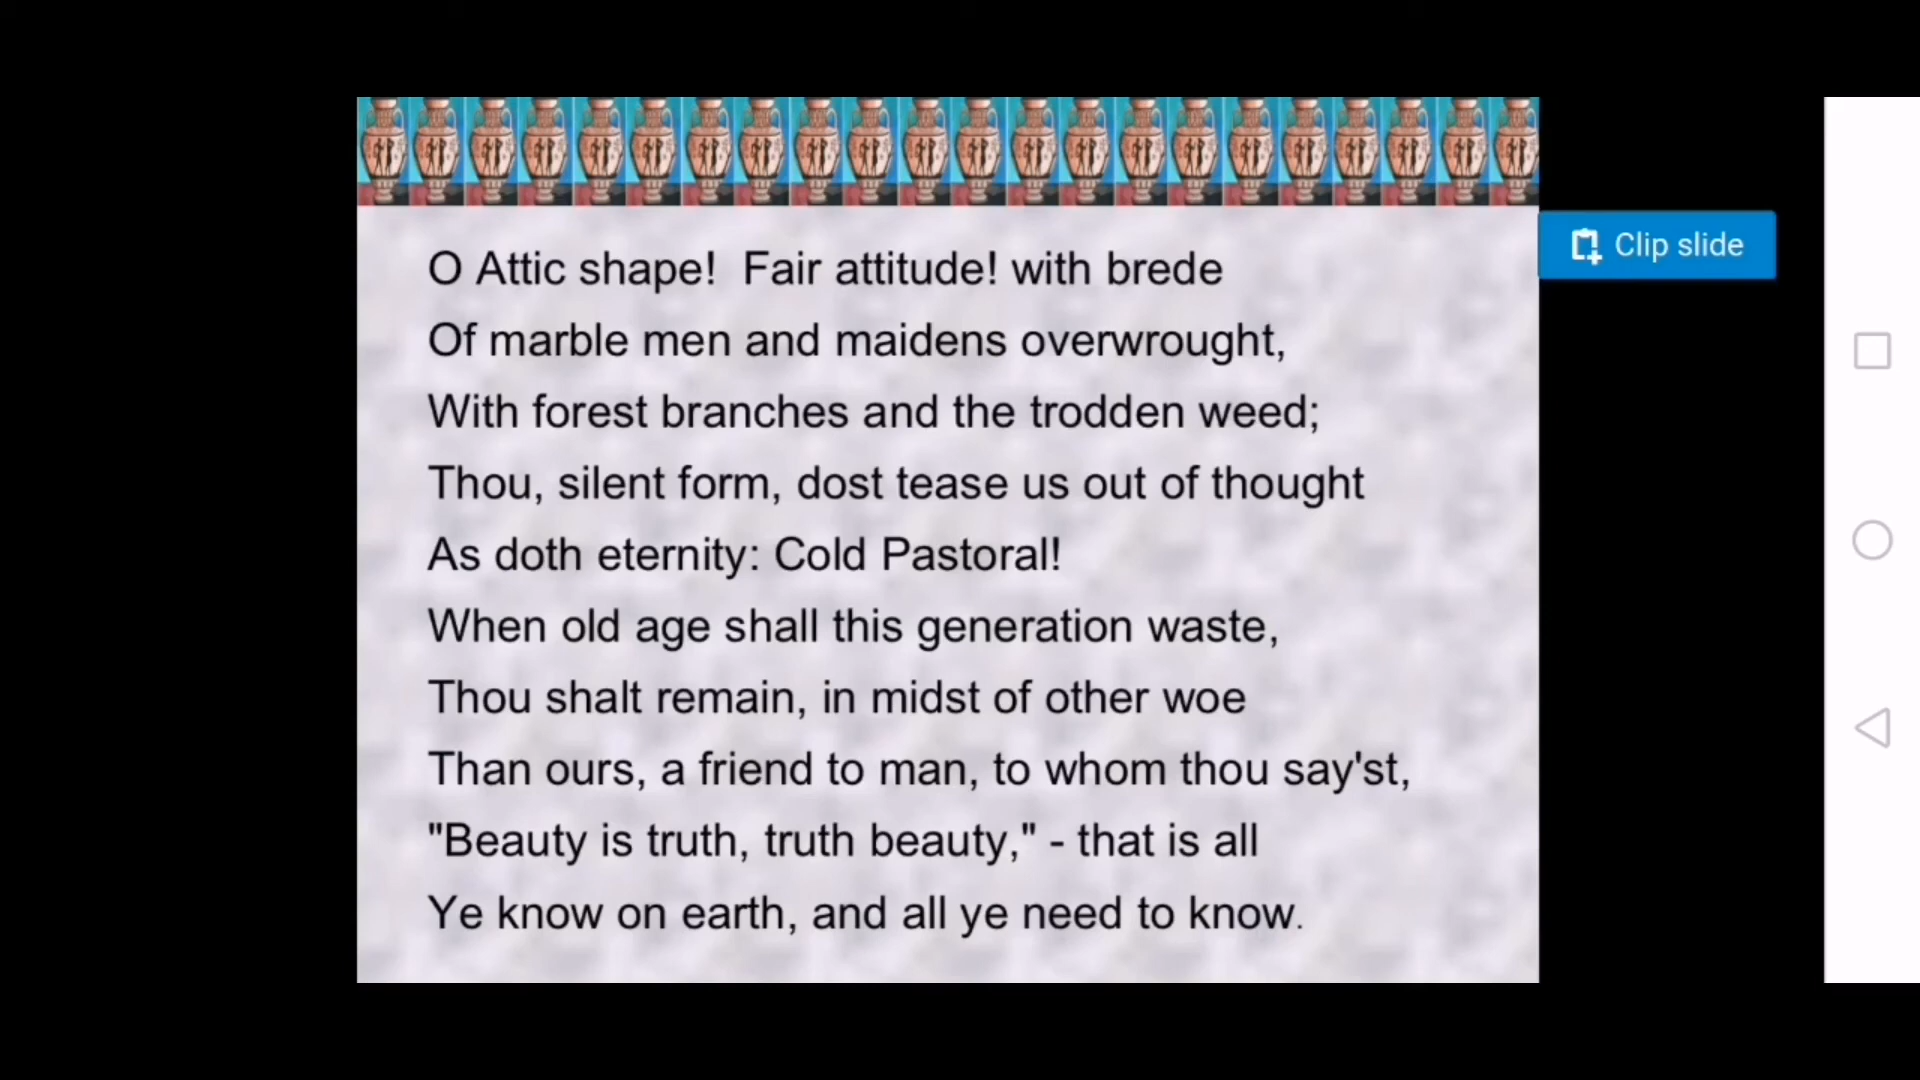 O Attic shape!  Fair attitude! with brede
Clip slide
Of marble men and maidens overwrought,
With forest branches and the trodden weed;
Thou, silent form, dost tease us out of thought
As doth eternity: Cold Pastoral!
When old age shall this generation waste,
Thou shalt remain, in midst of other woe
Than ours, a friend to man, to whom thou say'st,
"Beauty is truth, truth beauty," - that is all
Ye know on earth, and all ye need to know.